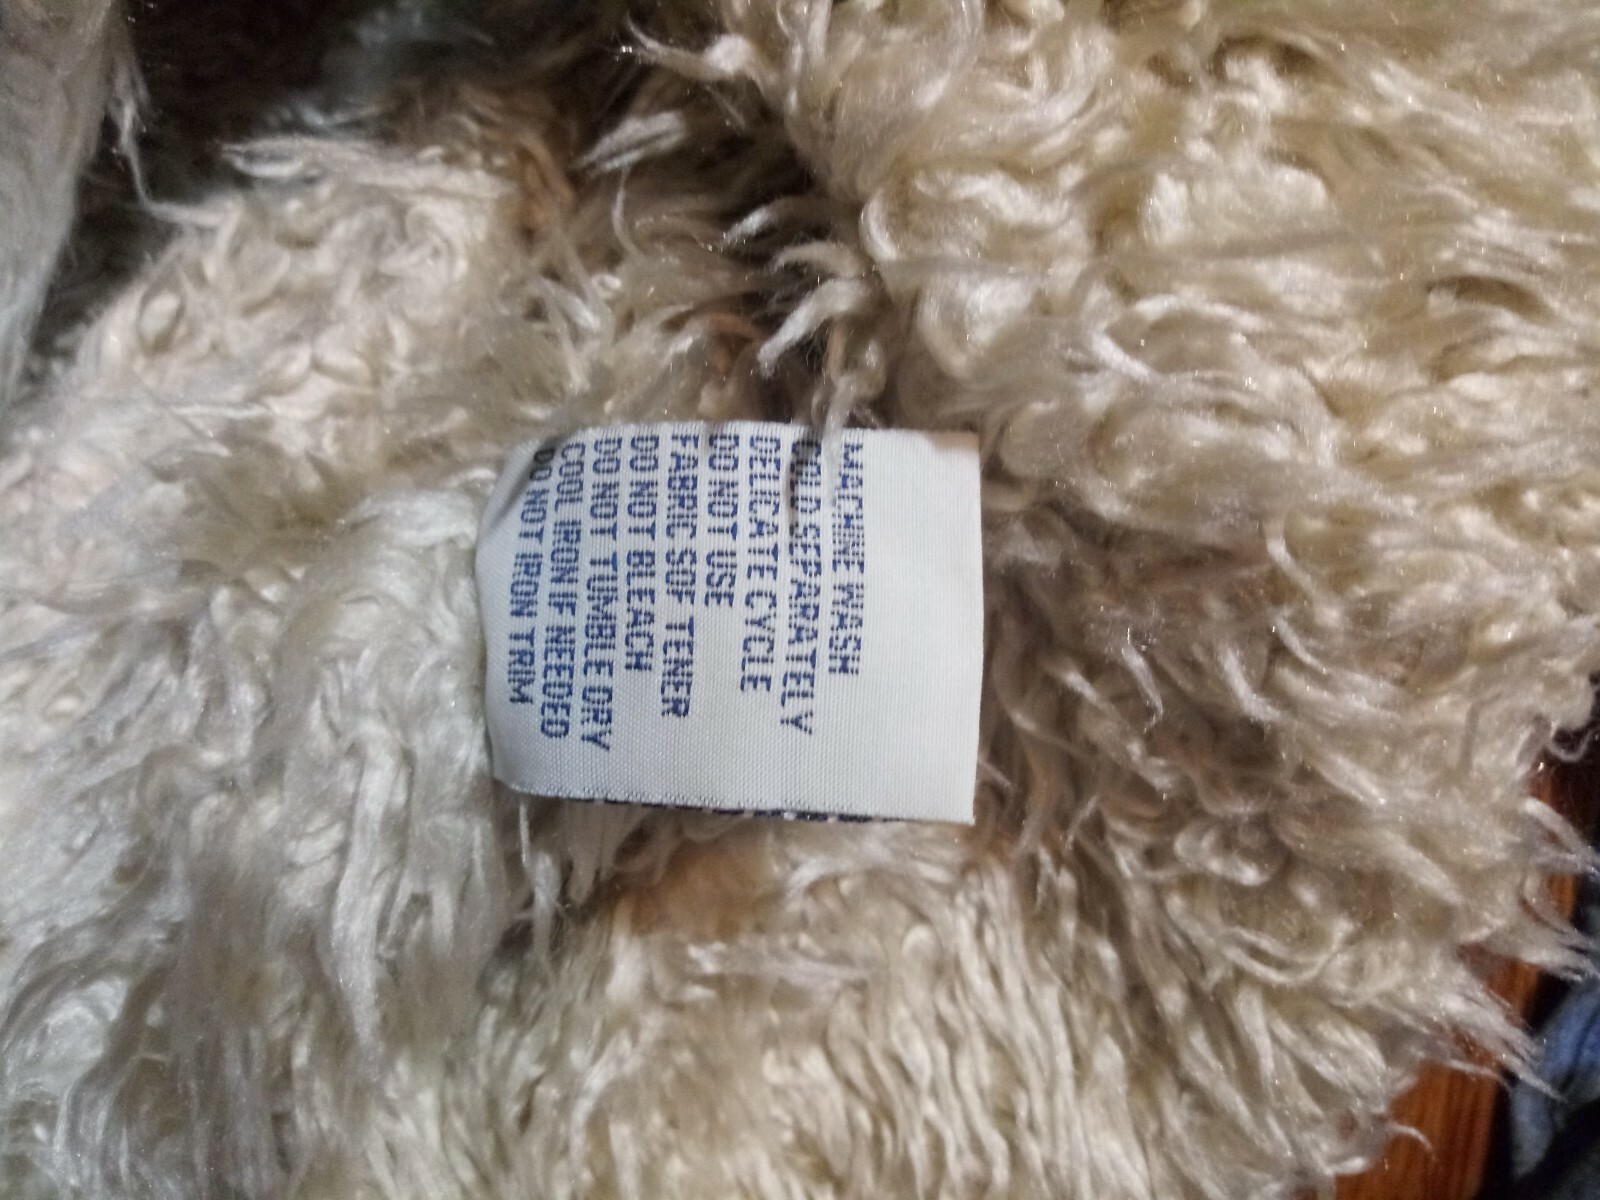 MACHINE WASH
COLD SEPARATELY
DELICATE CYCLE
DO NOT USE
FABRIC SOF TENER
DO NOT BLEACH
DO NOT TUMBLE DRY
COOL IRON IF NEEDED
DO NOT IRON TRIM